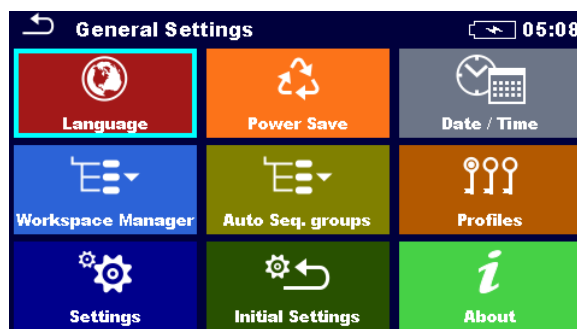 General Settings
05:08
Language
Power Save
Date / Time
Workspace Manager
Auto Seq. groups
Profiles
Settings
Initial Settings
About